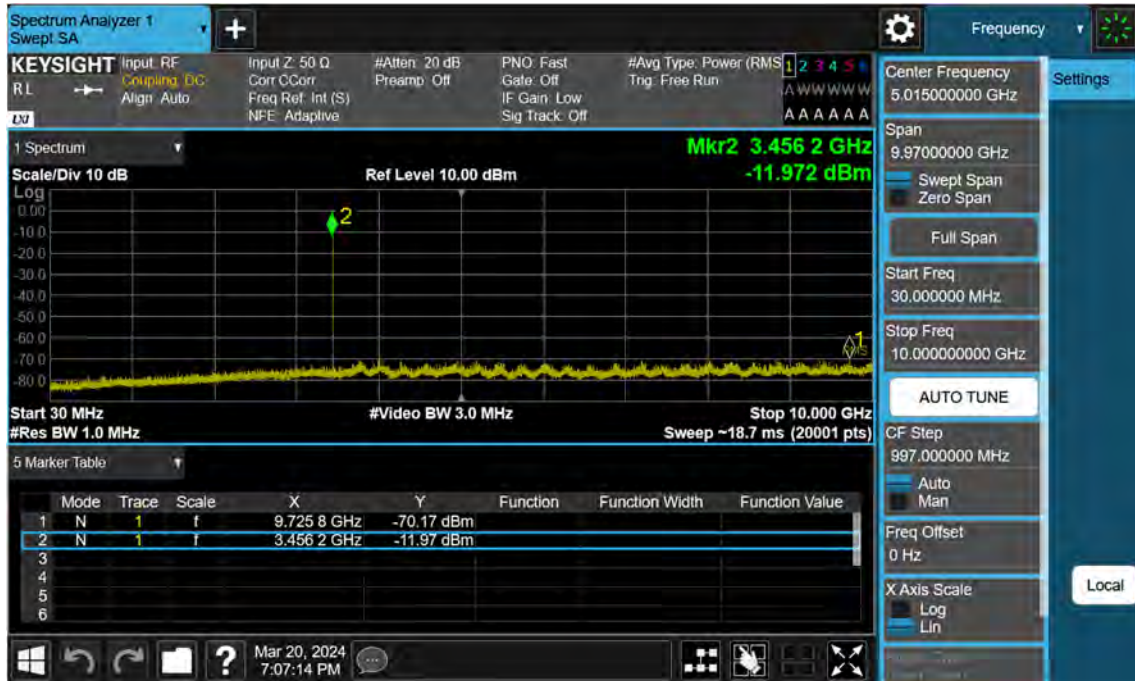 Spectrum Analyzer 1
Swept SA
Frequency
KEYSIGHT
RL
LXI
Input: RF
Coupling: DC
Align: Auto
Input Z: 50 Ω
Corr CCorr
Freq Ref: Int (S)
NFE: Adaptive
#Atten: 20 dB
Preamp: Off
PNO: Fast
Gate: Off
IF Gain: Low
Sig Track: Off
#Avg Type: Power (RMS
Trig: Free Run
1 2 3 4 5 6
A W W W W W
A A A A A A
1 Spectrum
Scale/Div 10 dB
Ref Level 10.00 dBm
Mkr2 3.456 2 GHz
-11.972 dBm
Log
0.00
-10.0
-20.0
-30.0
-40.0
-50.0
-60.0
-70.0
-80.0
2
1
RMS
Start 30 MHz
#Video BW 3.0 MHz
Stop 10.000 GHz
#Res BW 1.0 MHz
Sweep ~18.7 ms (20001 pts)
5 Marker Table
Mode Trace Scale X Y Function Function Width Function Value
1 N 1 f 9.725 8 GHz -70.17 dBm
2 N 1 f 3.456 2 GHz -11.97 dBm
3
4
5
6
Mar 20, 2024
7:07:14 PM
Center Frequency
5.015000000 GHz
Span
9.97000000 GHz
Swept Span
Zero Span
Full Span
Start Freq
30.000000 MHz
Stop Freq
10.000000000 GHz
AUTO TUNE
CF Step
997.000000 MHz
Auto
Man
Freq Offset
0 Hz
X Axis Scale
Log
Lin
Settings
Local